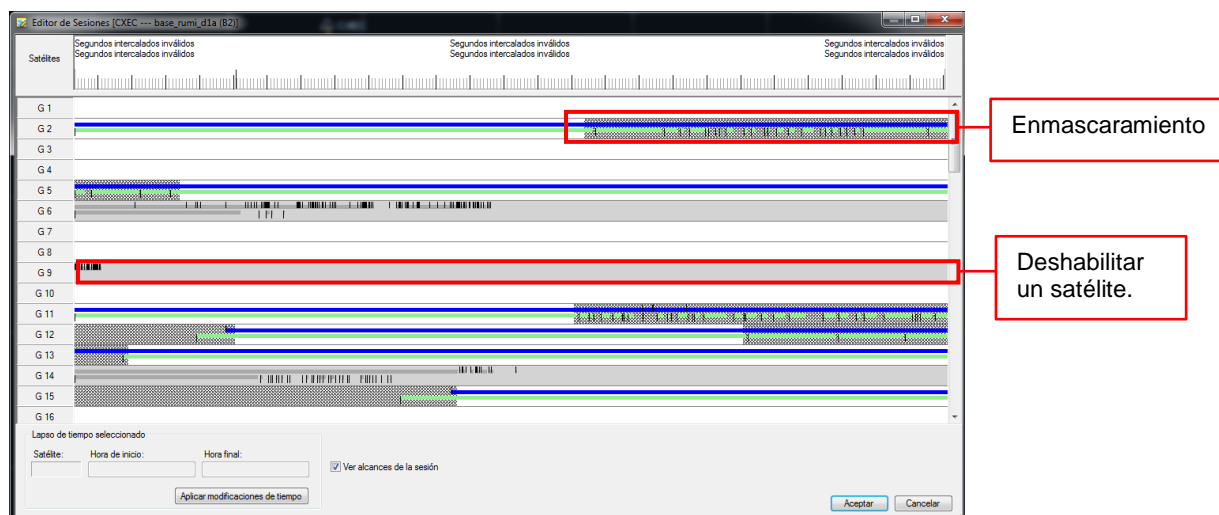 Editor de Sesiones [CXEC --- base_rumi_d1a (B2)]
Satélites
Segundos intercalados inválidos
Segundos intercalados inválidos
Segundos intercalados inválidos
Segundos intercalados inválidos
Segundos intercalados inválidos
Segundos intercalados inválidos
G 1
G 2
G 3
G 4
G 5
G 6
G 7
G 8
G 9
G 10
G 11
G 12
G 13
G 14
G 15
G 16
Enmascaramiento
Deshabilitar
un satélite.
Lapso de tiempo seleccionado
Satélite: Hora de inicio: Hora final:
Ver alcances de la sesión
Aplicar modificaciones de tiempo
Aceptar Cancelar